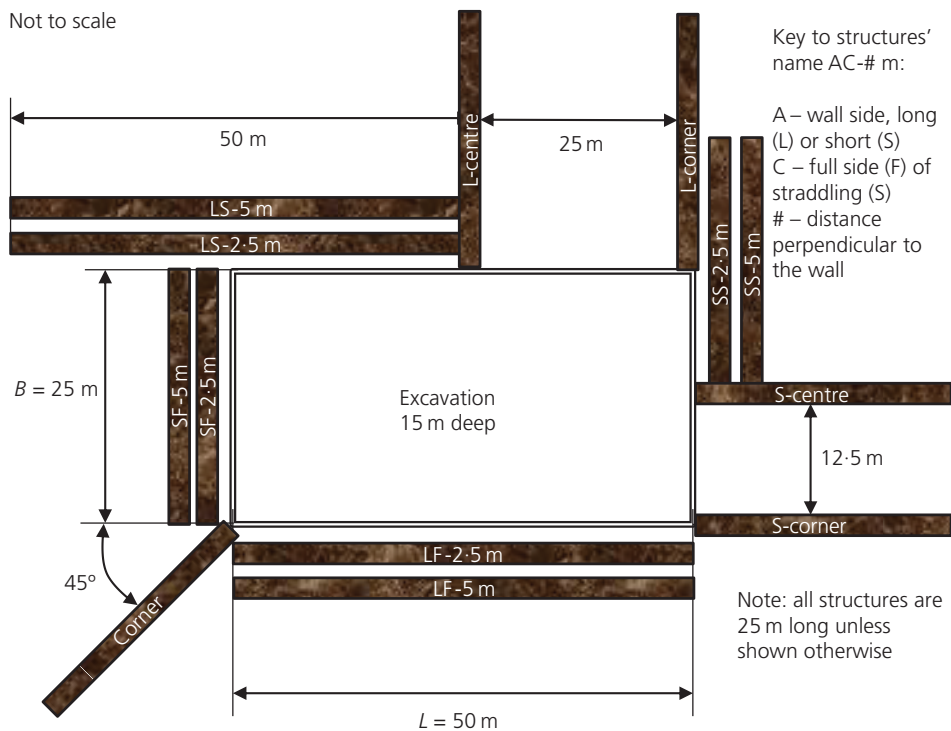 Not to scale
Key to structures’
name AC-# m:
A – wall side, long
(L) or short (S)
C – full side (F) of
straddling (S)
# – distance
perpendicular to
the wall
50 m
L-centre
25 m
L-corner
LS-5 m
LS-2·5 m
SS-2·5 m
SS-5 m
B = 25 m
SF-5 m
SF-2·5 m
Excavation
15 m deep
S-centre
12·5 m
S-corner
45°
Corner
LF-2·5 m
LF-5 m
Note: all structures are
25 m long unless
shown otherwise
L = 50 m